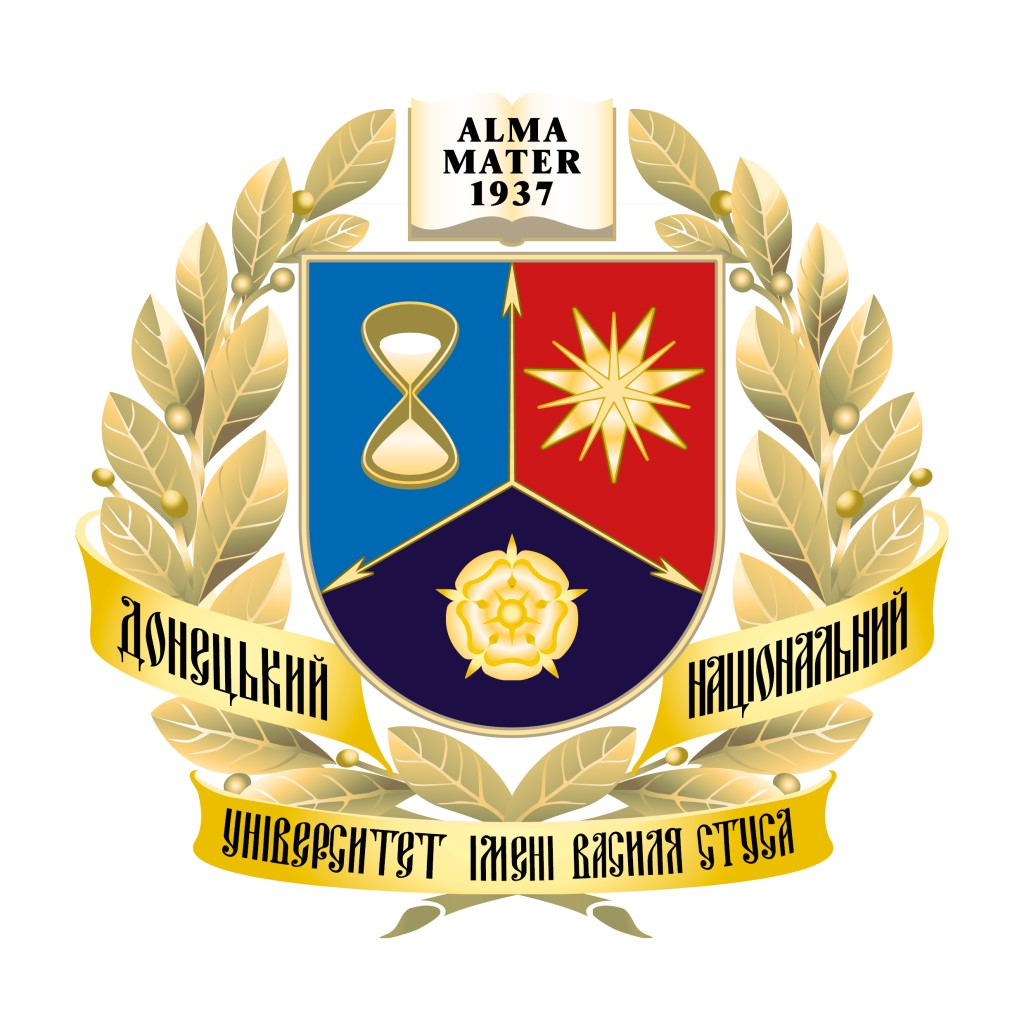 ALMA
MATER
1937
ДОНЕЦЬКИЙ
НАЦІОНАЛЬНИЙ
УНІВЕРСИТЕТ ІМЕНІ ВАСИЛЯ СТУСА